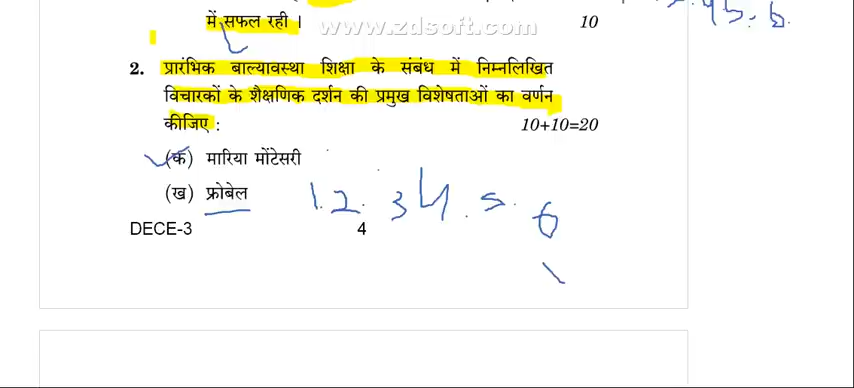 में सफल रही ।
10
www.zdsoft.com
2. प्रारंभिक बाल्यावस्था शिक्षा के संबंध में निम्नलिखित
विचारकों के शैक्षणिक दर्शन की प्रमुख विशेषताओं का वर्णन
कीजिए : 10+10=20
(क) मारिया मोंटेसरी
(ख) फ्रोबेल
1. 2. 3 4. 5. 6
DECE-3 4